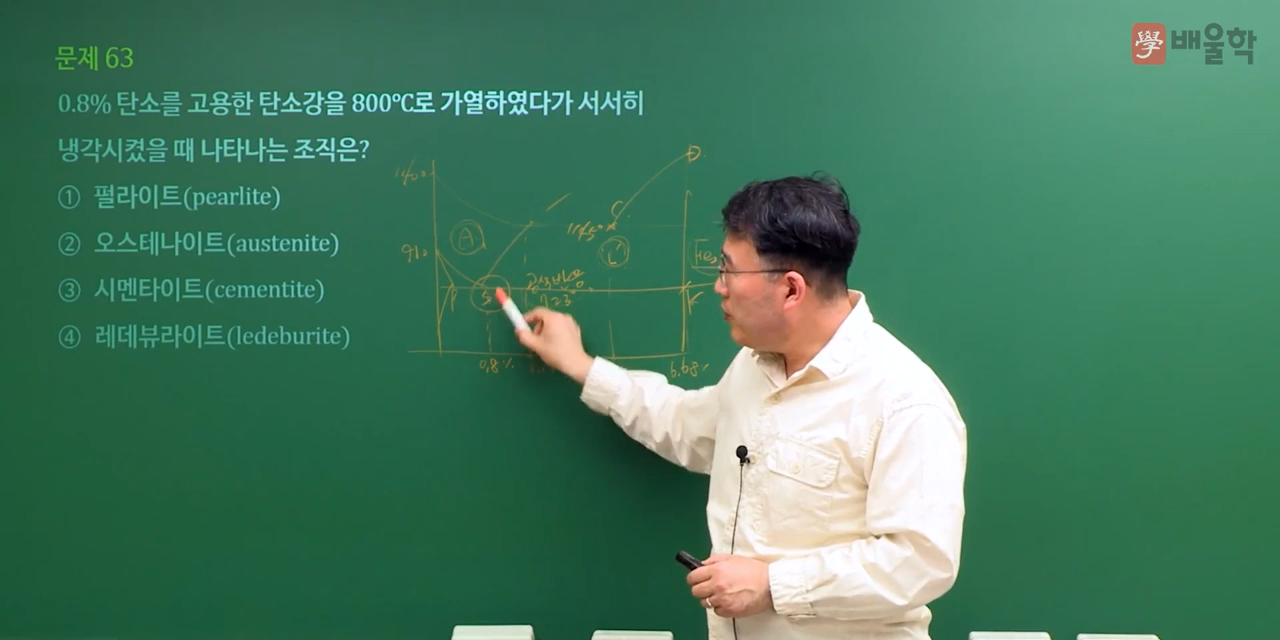 學 배울학
문제 63
0.8% 탄소를 고용한 탄소강을 800℃로 가열하였다가 서서히
냉각시켰을 때 나타나는 조직은?
① 펄라이트(pearlite)
② 오스테나이트(austenite)
③ 시멘타이트(cementite)
④ 레데뷰라이트(ledeburite)
D
1400
C
1145°
A
L
910
공석반응
P
S
723°
K
0.8%
6.68%